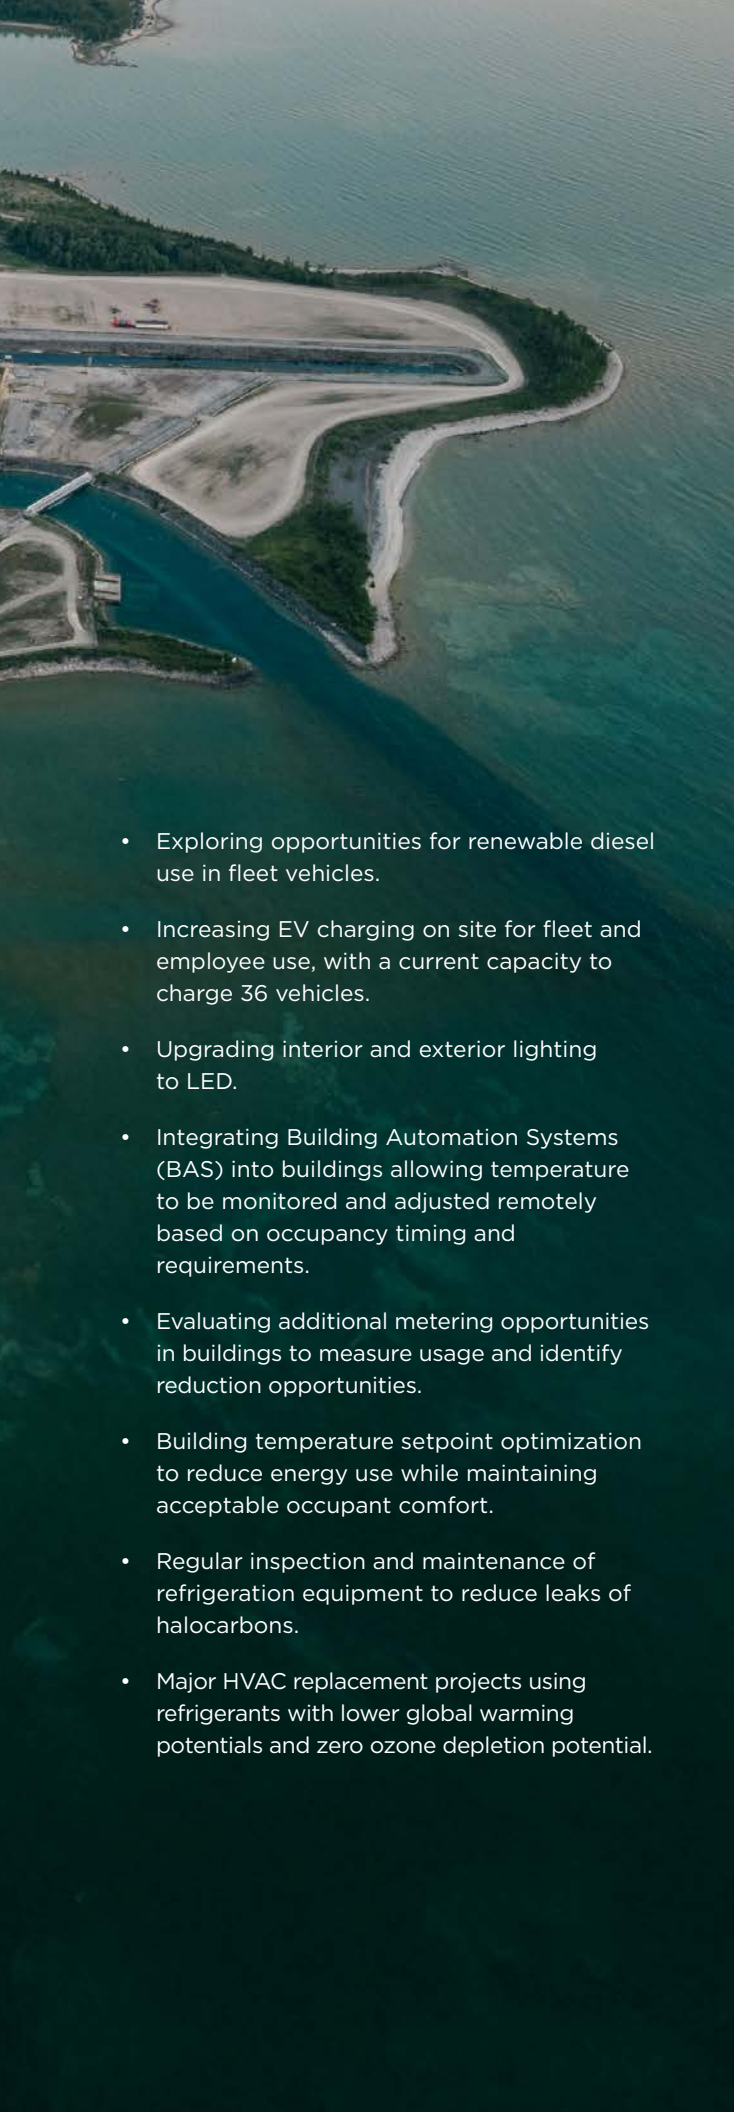 • Exploring opportunities for renewable diesel
use in fleet vehicles.
• Increasing EV charging on site for fleet and
employee use, with a current capacity to
charge 36 vehicles.
• Upgrading interior and exterior lighting
to LED.
• Integrating Building Automation Systems
(BAS) into buildings allowing temperature
to be monitored and adjusted remotely
based on occupancy timing and
requirements.
• Evaluating additional metering opportunities
in buildings to measure usage and identify
reduction opportunities.
• Building temperature setpoint optimization
to reduce energy use while maintaining
acceptable occupant comfort.
• Regular inspection and maintenance of
refrigeration equipment to reduce leaks of
halocarbons.
• Major HVAC replacement projects using
refrigerants with lower global warming
potentials and zero ozone depletion potential.